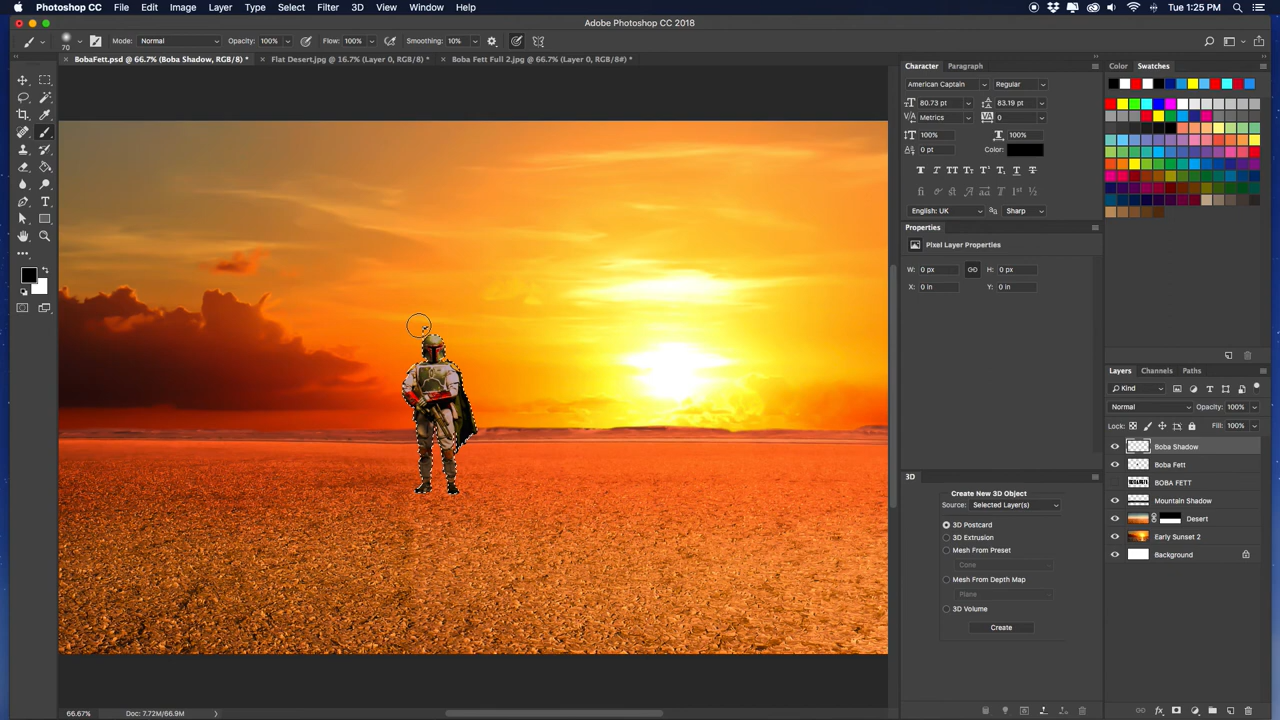 Photoshop CC File Edit Image Layer Type Select Filter 3D View Window Help Tue 1:25 PM
Adobe Photoshop CC 2018
70 Mode: Normal Opacity: 100% Flow: 100% Smoothing: 10%
BobaFett.psd @ 66.7% (Boba Shadow, RGB/8) * Flat Desert.jpg @ 16.7% (Layer 0, RGB/8) * Boba Fett Full 2.jpg @ 66.7% (Layer 0, RGB/8#) *
Character Paragraph
American Captain Regular
80.73 pt 83.19 pt
Metrics 0
100% 100%
0 pt Color:
English: UK Sharp
Properties
Pixel Layer Properties
W: 0 px H: 0 px
X: 0 in Y: 0 in
3D
Create New 3D Object
Source: Selected Layer(s)
3D Postcard
3D Extrusion
Mesh From Preset
Cone
Mesh From Depth Map
Plane
3D Volume
Create
Color Swatches
Layers Channels Paths
Kind
Normal Opacity: 100%
Lock: Fill: 100%
Boba Shadow
Boba Fett
BOBA FETT
Mountain Shadow
Desert
Early Sunset 2
Background
66.67% Doc: 7.72M/66.9M